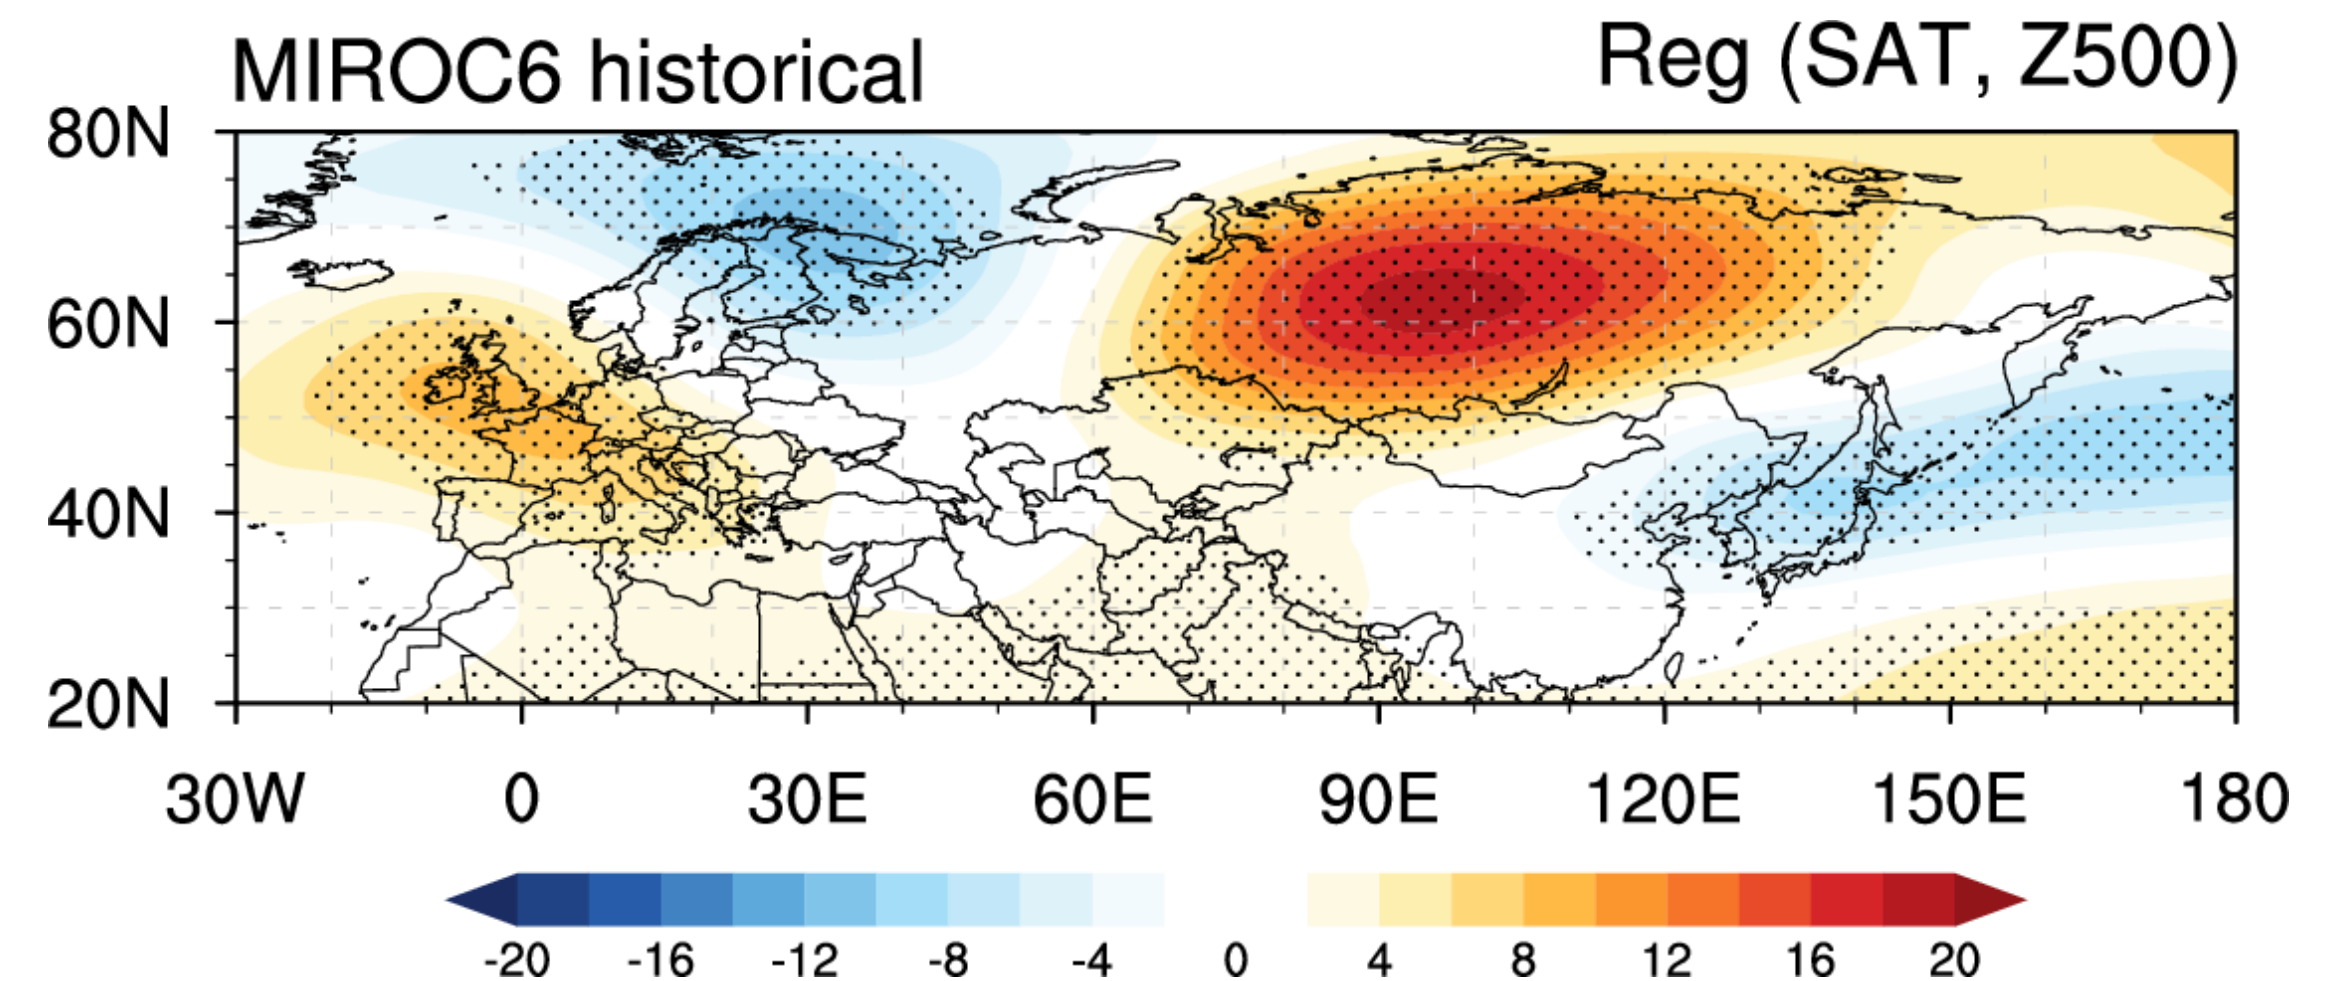 MIROC6 historical Reg (SAT, Z500)
80N
60N
40N
20N
30W 0 30E 60E 90E 120E 150E 180
-20 -16 -12 -8 -4 0 4 8 12 16 20